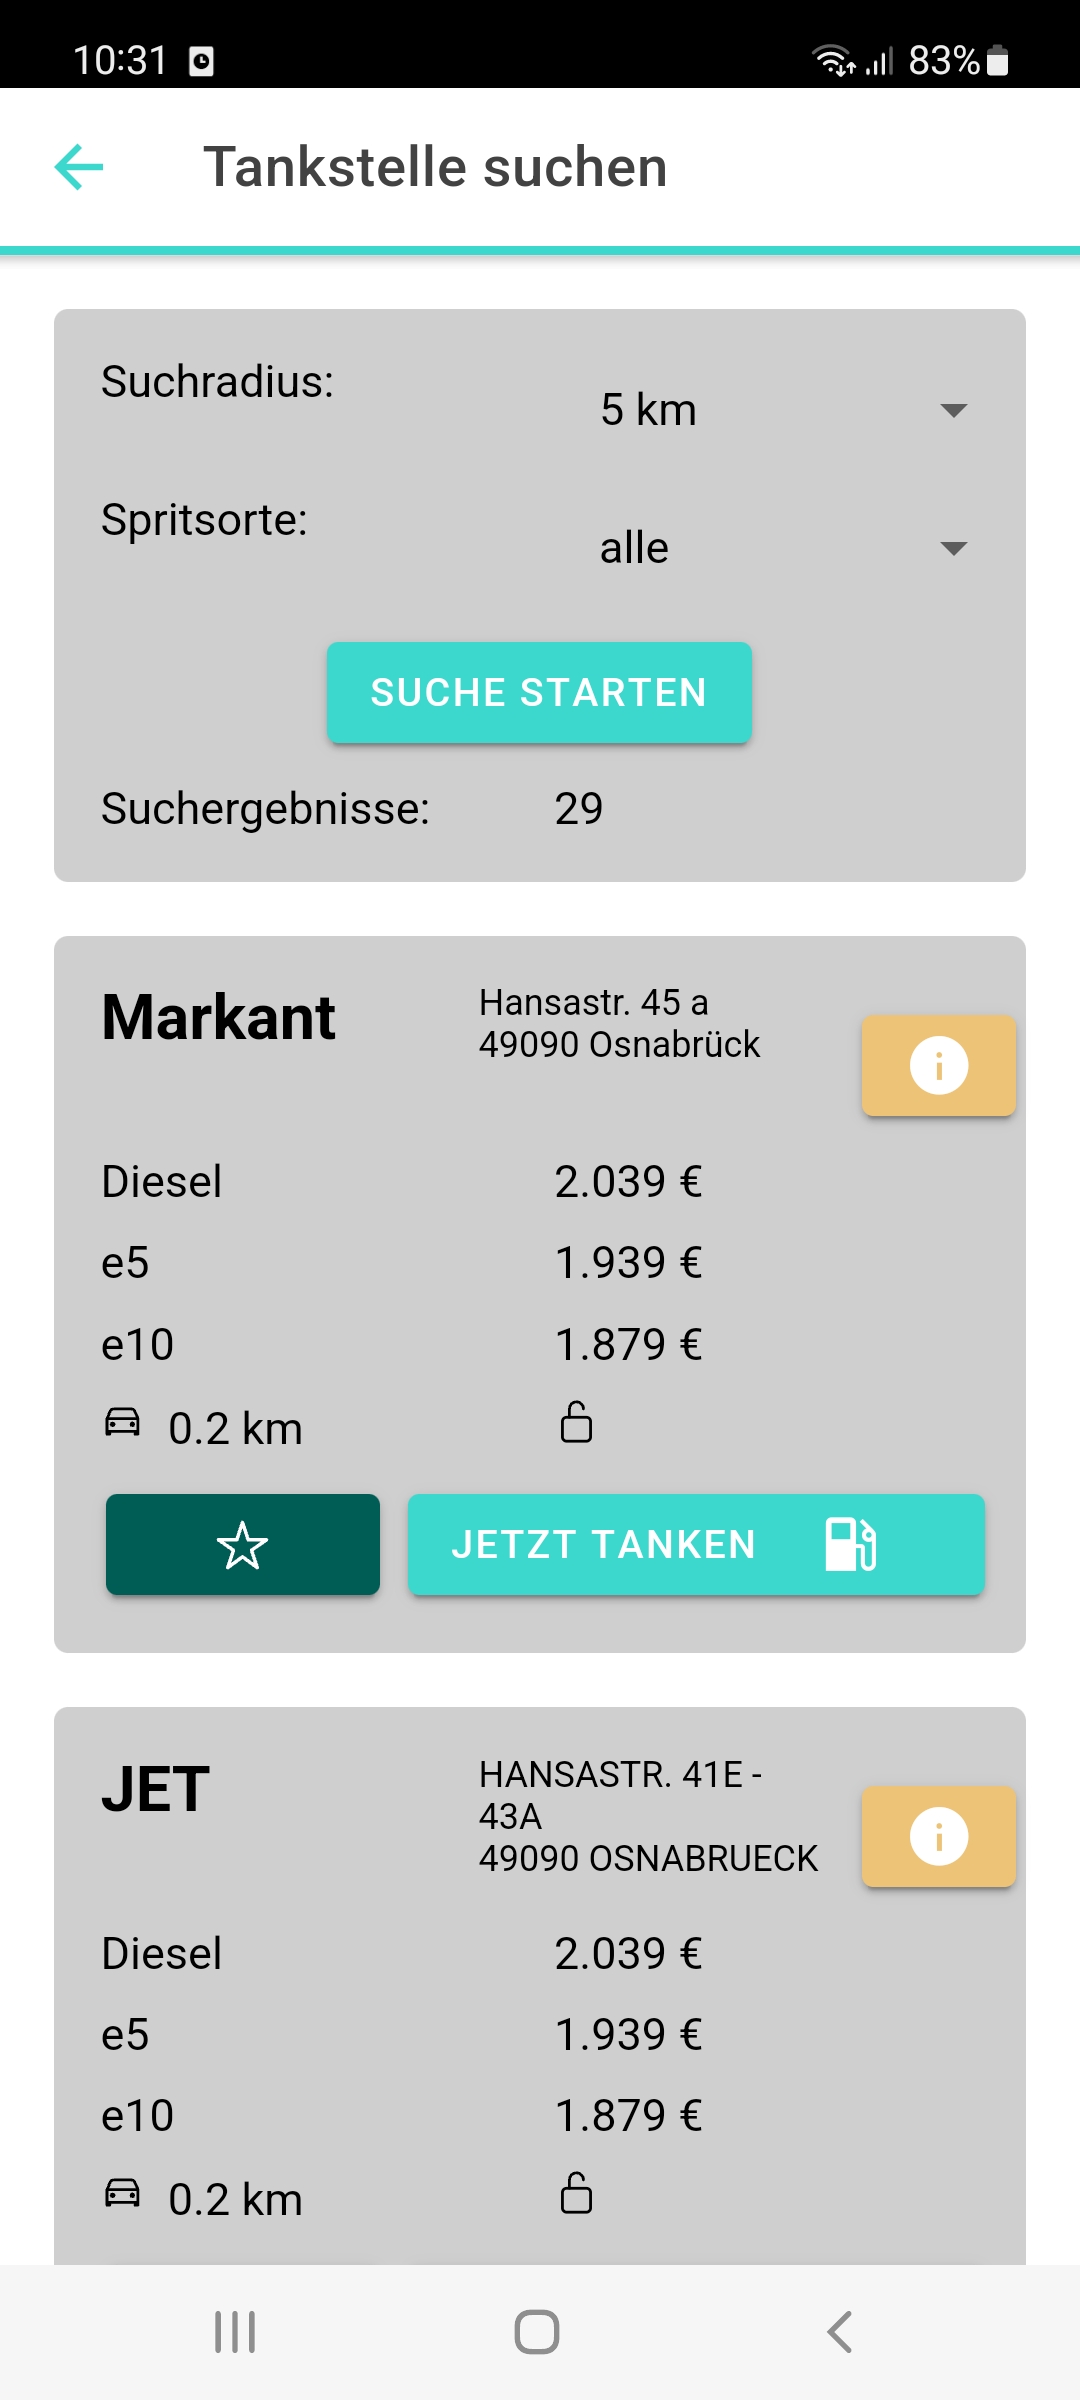 10:31
83%
Tankstelle suchen
Suchradius:
5 km
Spritsorte:
alle
SUCHE STARTEN
Suchergebnisse: 29
Markant
Hansastr. 45 a
49090 Osnabrück
Diesel 2.039 €
e5 1.939 €
e10 1.879 €
0.2 km
JETZT TANKEN
JET
HANSASTR. 41E -
43A
49090 OSNABRUECK
Diesel 2.039 €
e5 1.939 €
e10 1.879 €
0.2 km